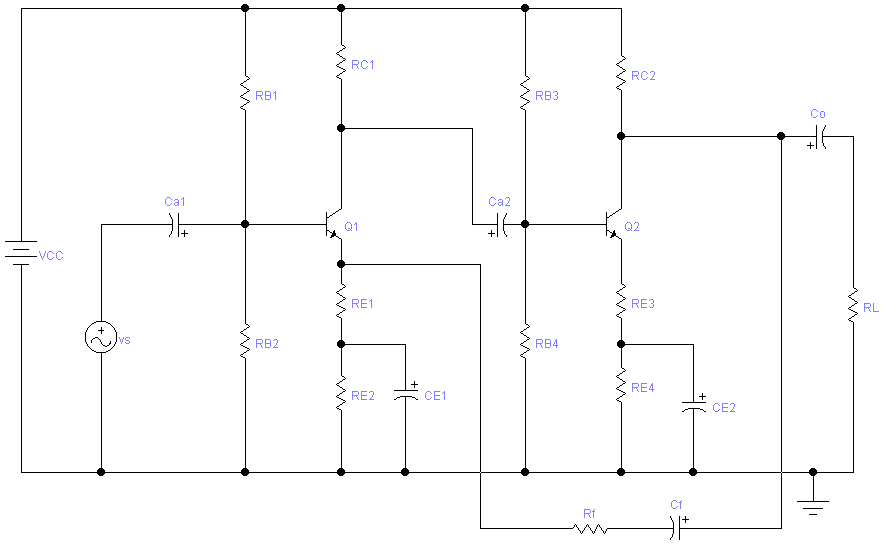 RC1
RC2
RB1
RB3
Co
Ca1
Ca2
Q1
Q2
VCC
RE1
RE3
RL
vs
RB2
RB4
RE2
CE1
RE4
CE2
Rf
Cf